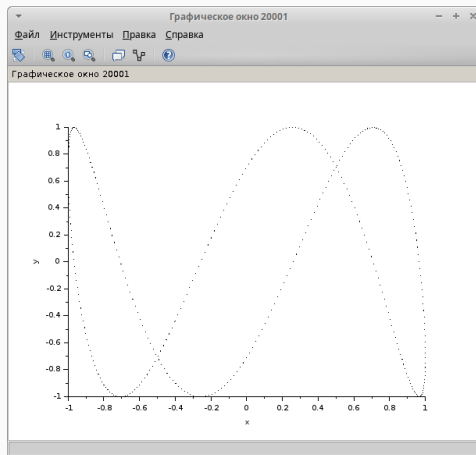 Графическое окно 20001
Файл Инструменты Правка Справка
Графическое окно 20001
1
0.8
0.6
0.4
0.2
0
-0.2
-0.4
-0.6
-0.8
-1
y
-1 -0.8 -0.6 -0.4 -0.2 0 0.2 0.4 0.6 0.8 1
x